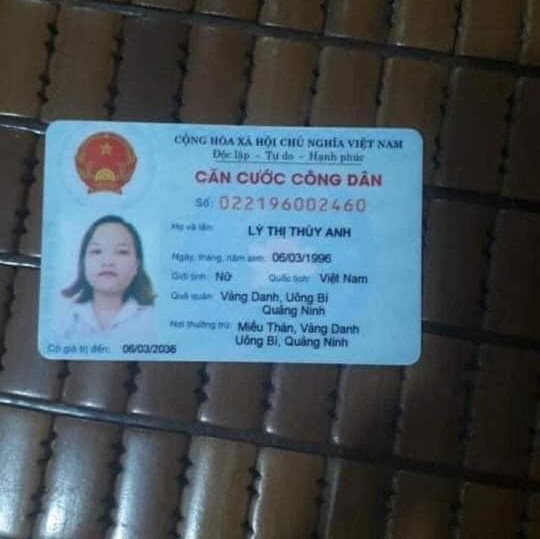 CỘNG HÒA XÃ HỘI CHỦ NGHĨA VIỆT NAM
Độc lập - Tự do - Hạnh phúc
CĂN CƯỚC CÔNG DÂN
Số: 022196002460
Họ và tên: LÝ THỊ THỦY ANH
Ngày, tháng, năm sinh: 06/03/1996
Giới tính: Nữ Quốc tịch: Việt Nam
Quê quán: Vàng Danh, Uông Bí
Quảng Ninh
Nơi thường trú: Miếu Thán, Vàng Danh
Uông Bí, Quảng Ninh
Có giá trị đến: 06/03/2036